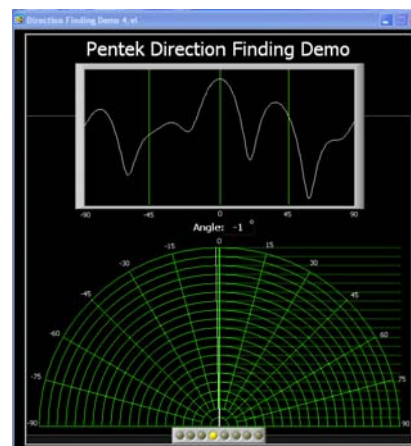 Direction Finding Demo 4.vi
Pentek Direction Finding Demo
-90 -45 0 45 90
Angle: -1 °
0
-15 15
-30 30
-45 45
-60 60
-75 75
-90 90